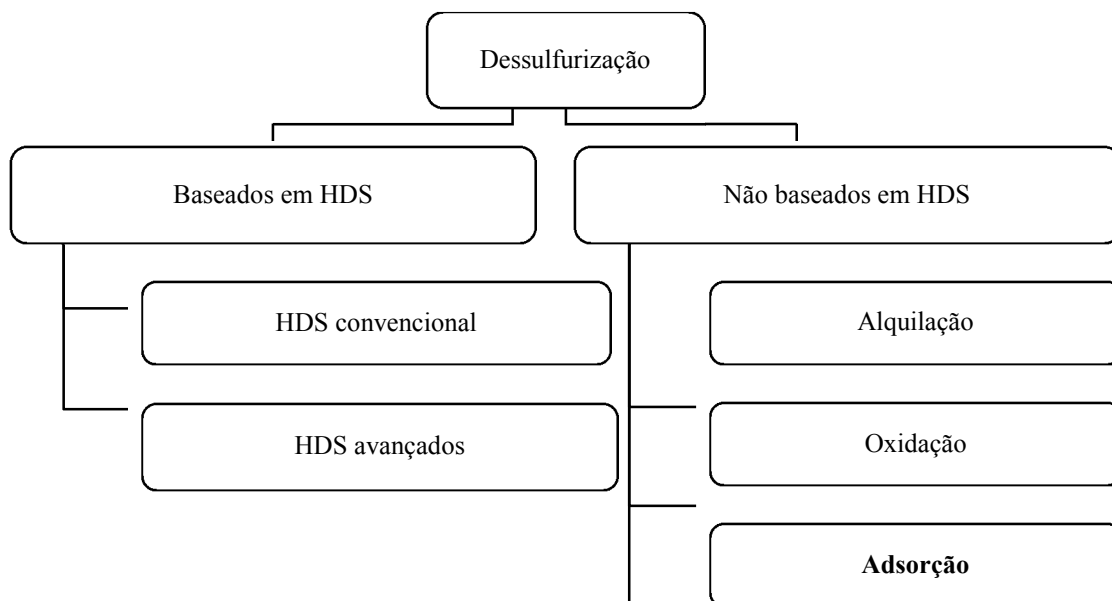 Dessulfurização
Baseados em HDS
Não baseados em HDS
HDS convencional
Alquilação
HDS avançados
Oxidação
Adsorção